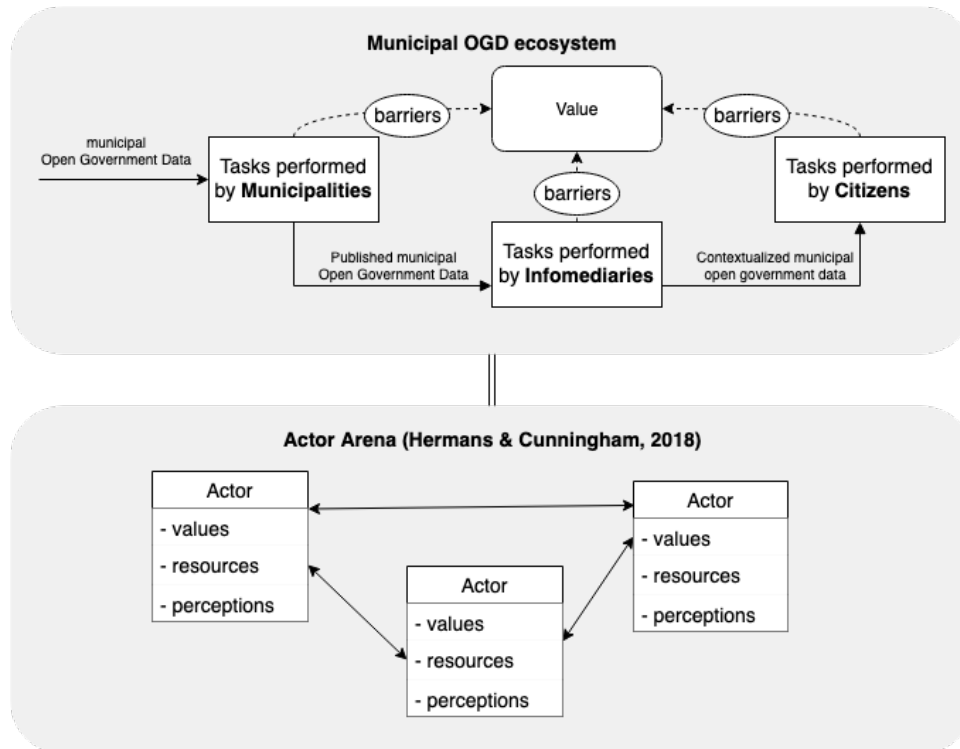 Municipal OGD ecosystem
barriers
Value
barriers
municipal
Open Government Data
Tasks performed
by Municipalities
barriers
Tasks performed
by Citizens
Published municipal
Open Government Data
Tasks performed
by Infomediaries
Contextualized municipal
open government data
Actor Arena (Hermans & Cunningham, 2018)
Actor
- values
- resources
- perceptions
Actor
- values
- resources
- perceptions
Actor
- values
- resources
- perceptions